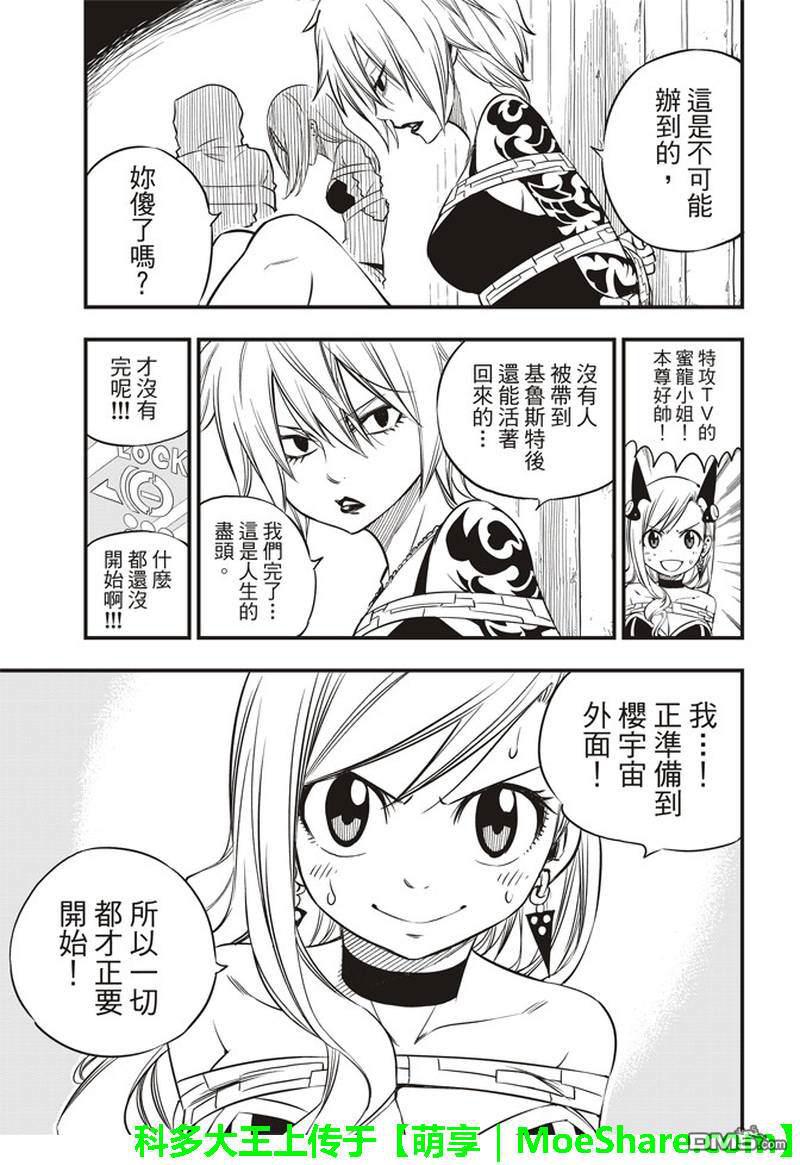 這是不可能
辦到的，
妳傻了嗎？
特攻TV的
蜜龍小姐！
本尊好帥！
沒有人
被帶到
基魯斯特後
還能活著
回來的…
我們完了…
這是人生的
盡頭。
才沒有
完呢!!!
LOCK
什麼
都還沒
開始啊!!!
我…！
正準備到
櫻宇宙
外面！
所以一切
都才正要
開始！
科多大王上传于【萌享｜MoeShare
DM5.com